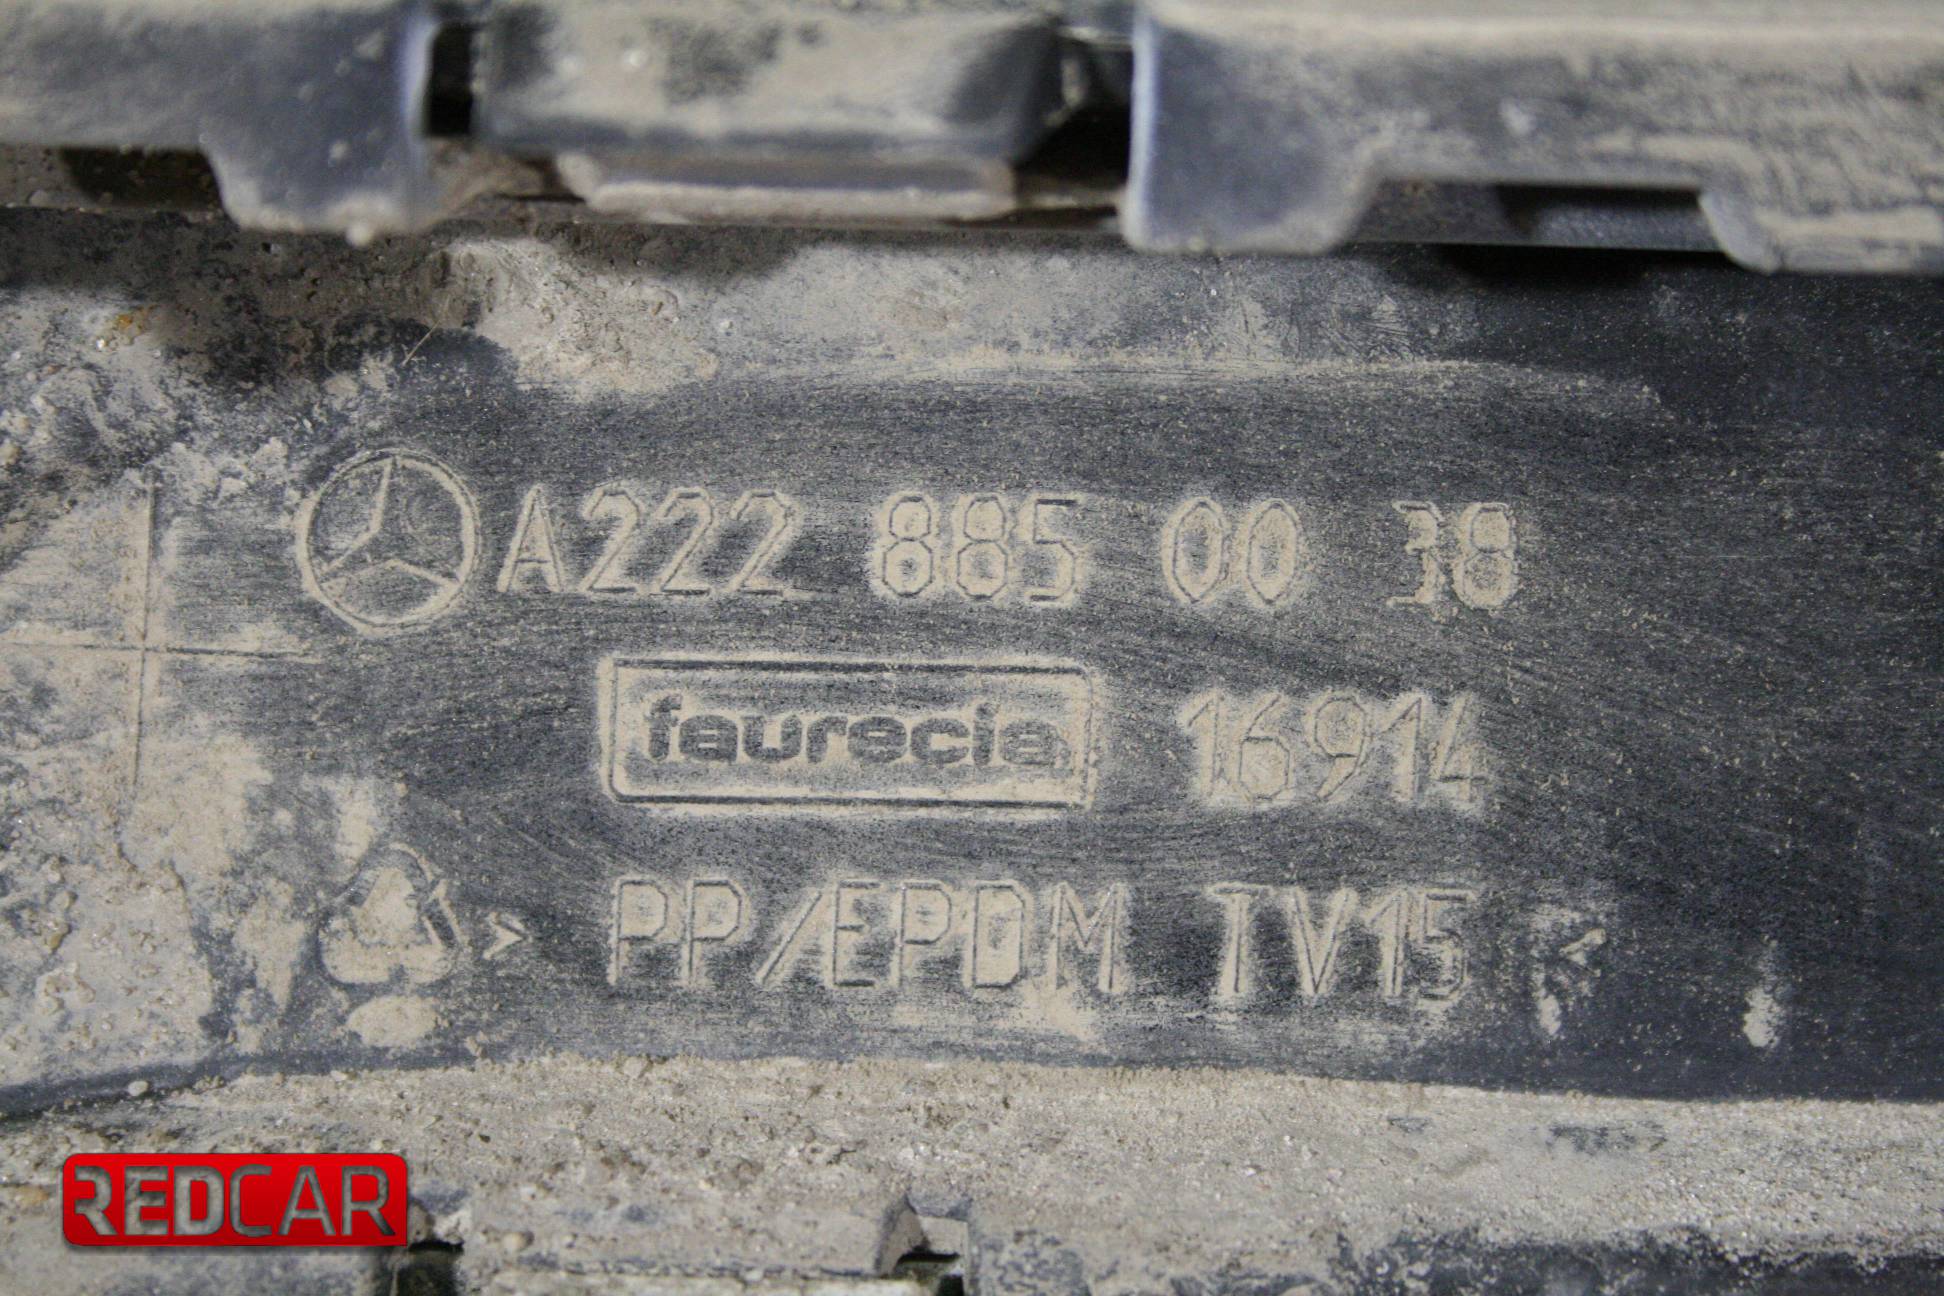 A222 885 00 38
faurecia 16914
> PP/EPDM TV15 <
REDCAR